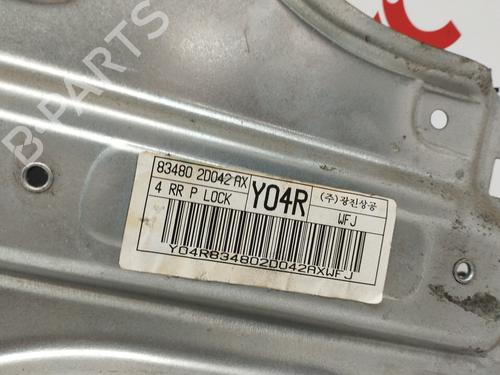 B-PARTS
C
83480 2D042 AX
4 RR P LOCK
Y04R
(주)광진상공
WFJ
Y04R834802D042AXWFJ